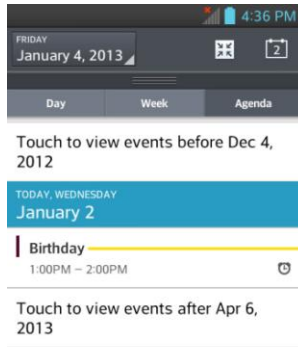 4:36 PM
FRIDAY
January 4, 2013
2
Day Week Agenda
Touch to view events before Dec 4,
2012
TODAY, WEDNESDAY
January 2
Birthday
1:00PM – 2:00PM
Touch to view events after Apr 6,
2013